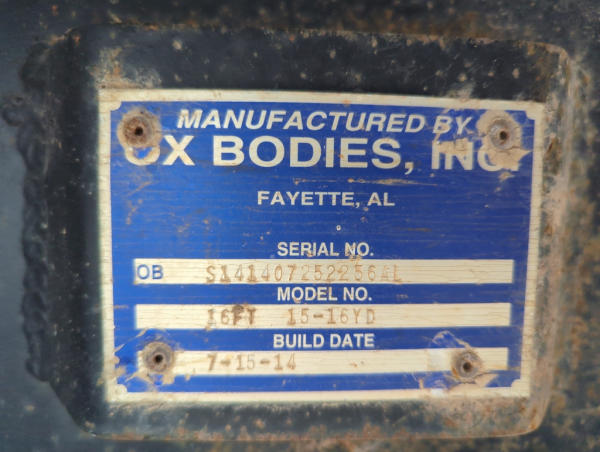 MANUFACTURED BY
OX BODIES, INC
FAYETTE, AL
SERIAL NO.
OB S141407252256AL
MODEL NO.
16FT 15-16YD
BUILD DATE
7-15-14